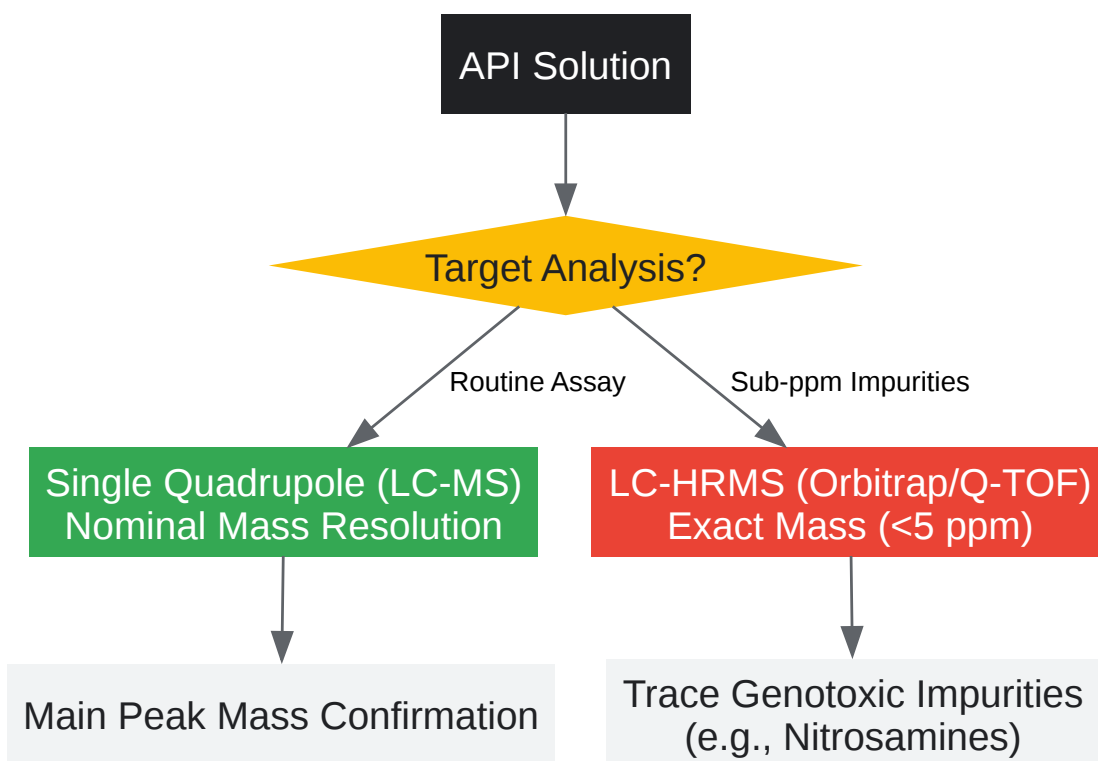 API Solution
Target Analysis?
Routine Assay
Sub-ppm Impurities
Single Quadrupole (LC-MS)
Nominal Mass Resolution
LC-HRMS (Orbitrap/Q-TOF)
Exact Mass (<5 ppm)
Main Peak Mass Confirmation
Trace Genotoxic Impurities
(e.g., Nitrosamines)